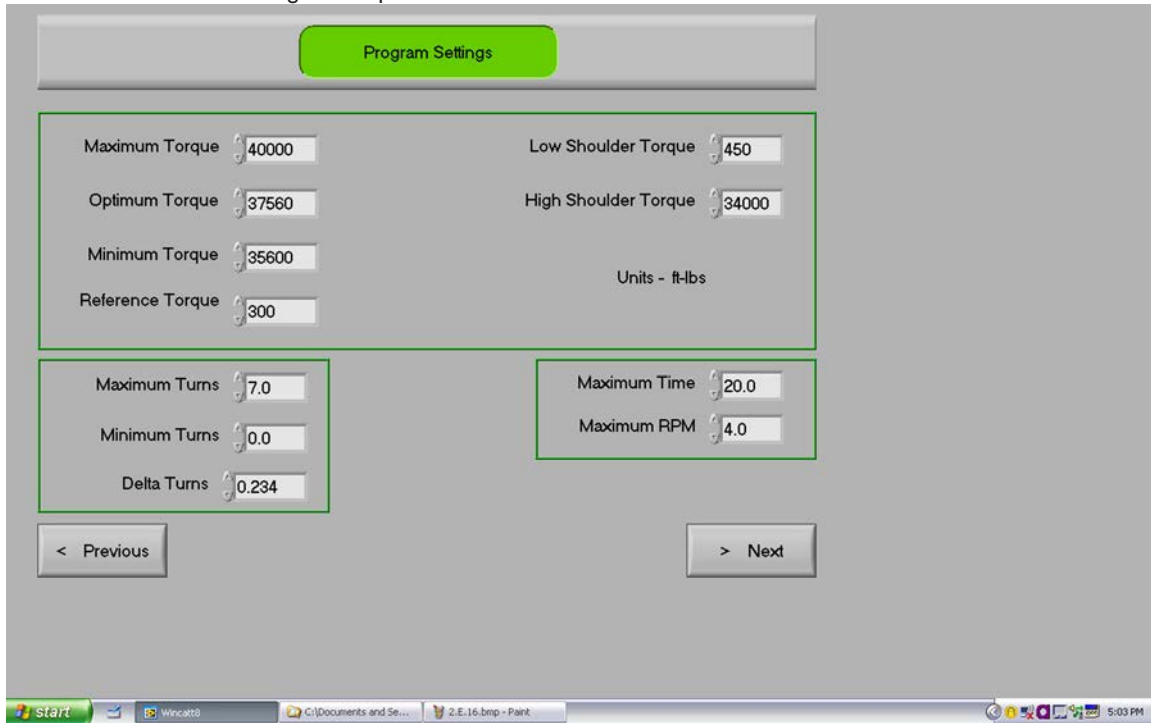 Program Settings
Maximum Torque 40000
Low Shoulder Torque 450
Optimum Torque 37560
High Shoulder Torque 34000
Minimum Torque 35600
Units - ft-lbs
Reference Torque 300
Maximum Turns 7.0
Minimum Turns 0.0
Delta Turns 0.234
Maximum Time 20.0
Maximum RPM 4.0
< Previous
> Next
start
Wincatt8
C:\Documents and Se...
2.E.16.bmp - Paint
5:03 PM